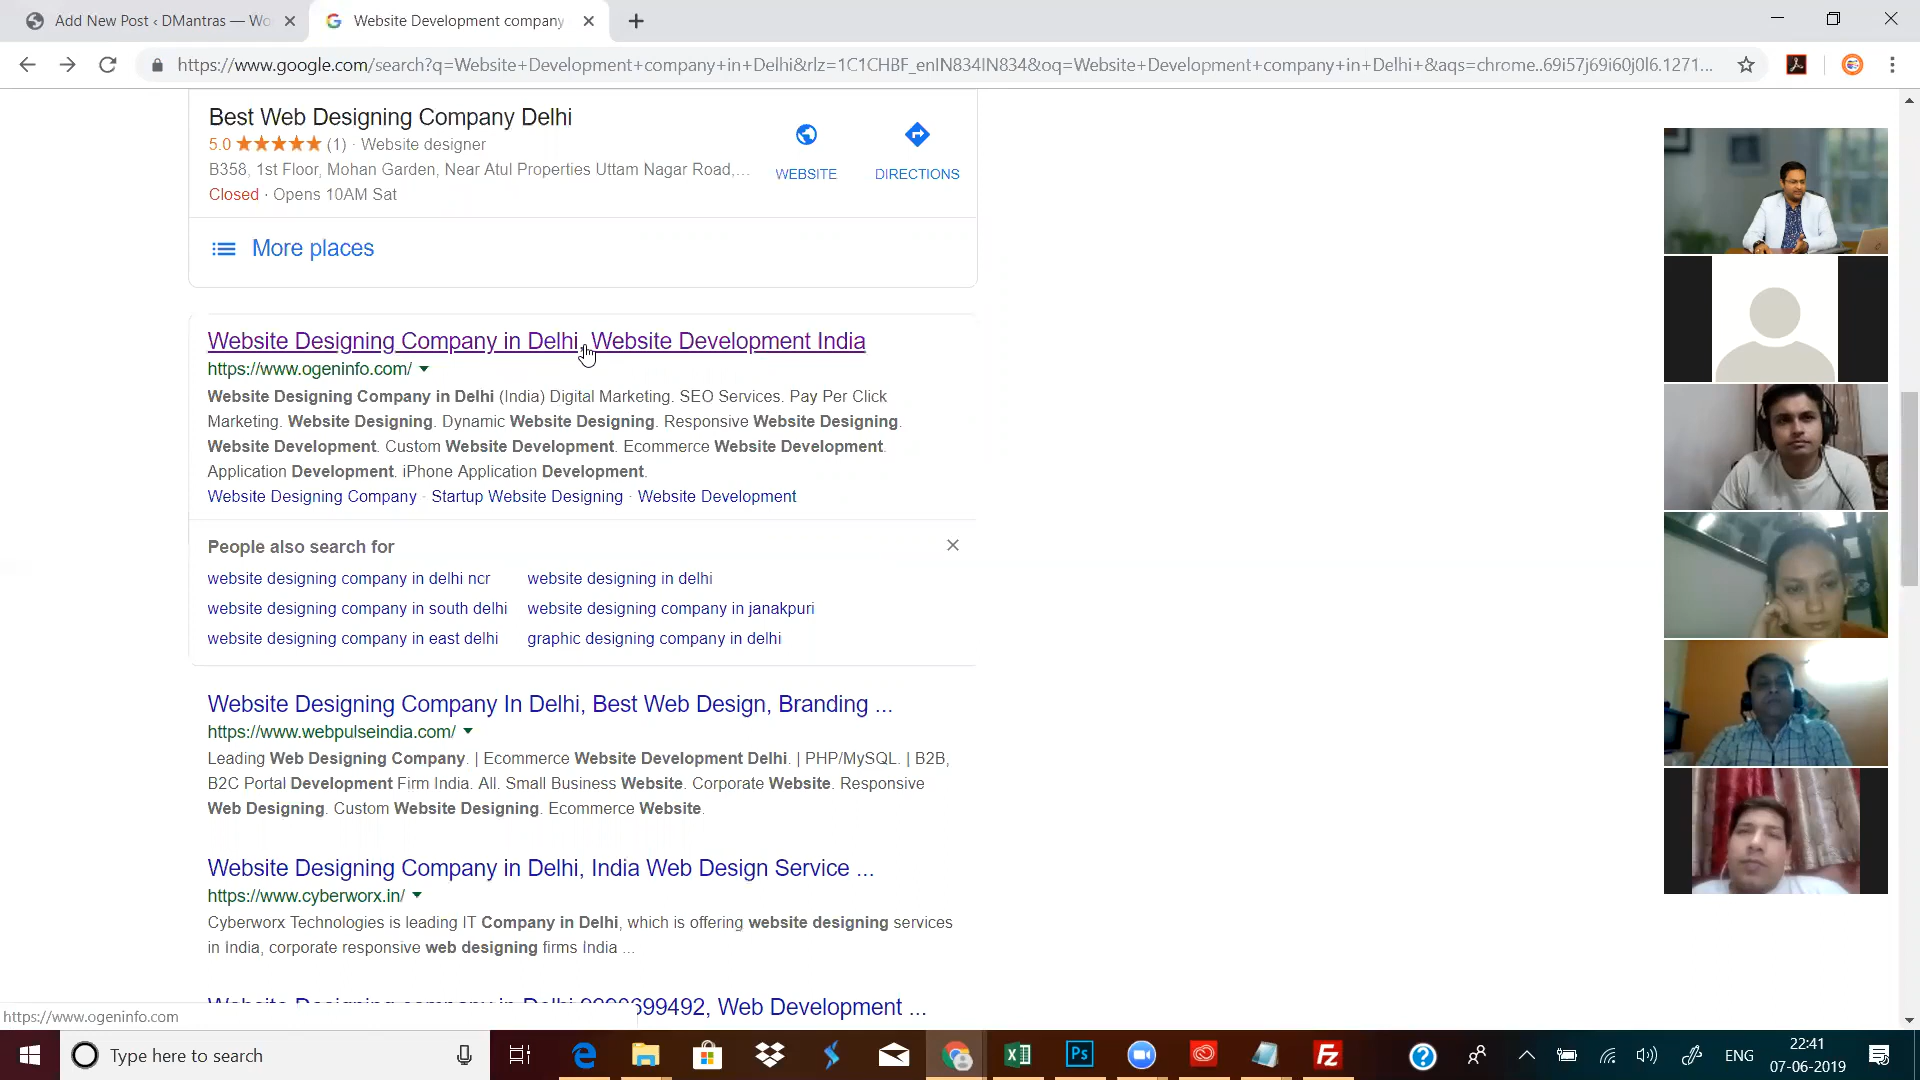 Add New Post ‹ DMantras — Wo
Website Development company
https://www.google.com/search?q=Website+Development+company+in+Delhi&rlz=1C1CHBF_enIN834IN834&oq=Website+Development+company+in+Delhi+&aqs=chrome..69i57j69i60j0l6.1271...
Best Web Designing Company Delhi
5.0 ★★★★★ (1) · Website designer
B358, 1st Floor, Mohan Garden, Near Atul Properties Uttam Nagar Road,...
Closed · Opens 10AM Sat
WEBSITE
DIRECTIONS
More places
Website Designing Company in Delhi, Website Development India
https://www.ogeninfo.com/
Website Designing Company in Delhi (India) Digital Marketing. SEO Services. Pay Per Click
Marketing. Website Designing. Dynamic Website Designing. Responsive Website Designing.
Website Development. Custom Website Development. Ecommerce Website Development.
Application Development. iPhone Application Development.
Website Designing Company · Startup Website Designing · Website Development
People also search for
website designing company in delhi ncr website designing in delhi
website designing company in south delhi website designing company in janakpuri
website designing company in east delhi graphic designing company in delhi
Website Designing Company In Delhi, Best Web Design, Branding ...
https://www.webpulseindia.com/
Leading Web Designing Company. | Ecommerce Website Development Delhi. | PHP/MySQL. | B2B,
B2C Portal Development Firm India. All. Small Business Website. Corporate Website. Responsive
Web Designing. Custom Website Designing. Ecommerce Website.
Website Designing Company in Delhi, India Web Design Service ...
https://www.cyberworx.in/
Cyberworx Technologies is leading IT Company in Delhi, which is offering website designing services
in India, corporate responsive web designing firms India ...
Website Designing company in Delhi 9990699492, Web Development ...
https://www.ogeninfo.com
Type here to search
Ps
Fz
ENG
22:41
07-06-2019